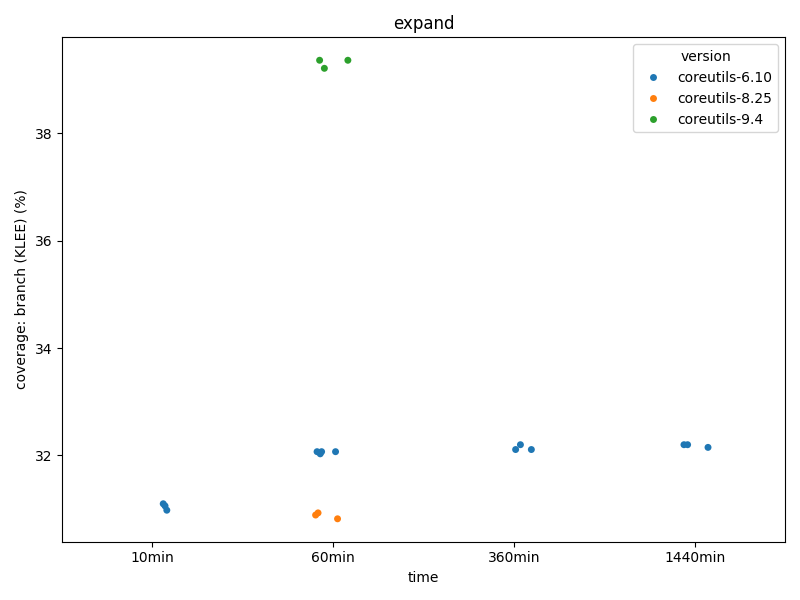 expand
version
coreutils-6.10
coreutils-8.25
coreutils-9.4
coverage: branch (KLEE) (%)
38
36
34
32
10min
60min
360min
1440min
time